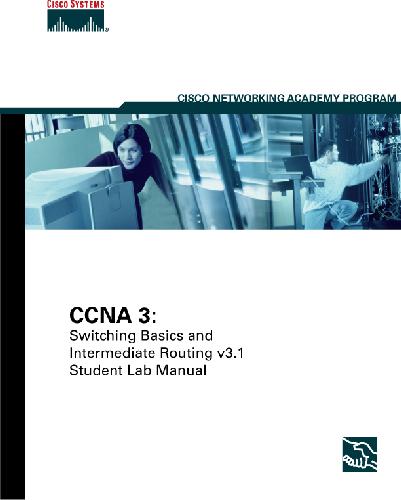 CISCO SYSTEMS
CISCO NETWORKING ACADEMY PROGRAM
CCNA 3:
Switching Basics and
Intermediate Routing v3.1
Student Lab Manual